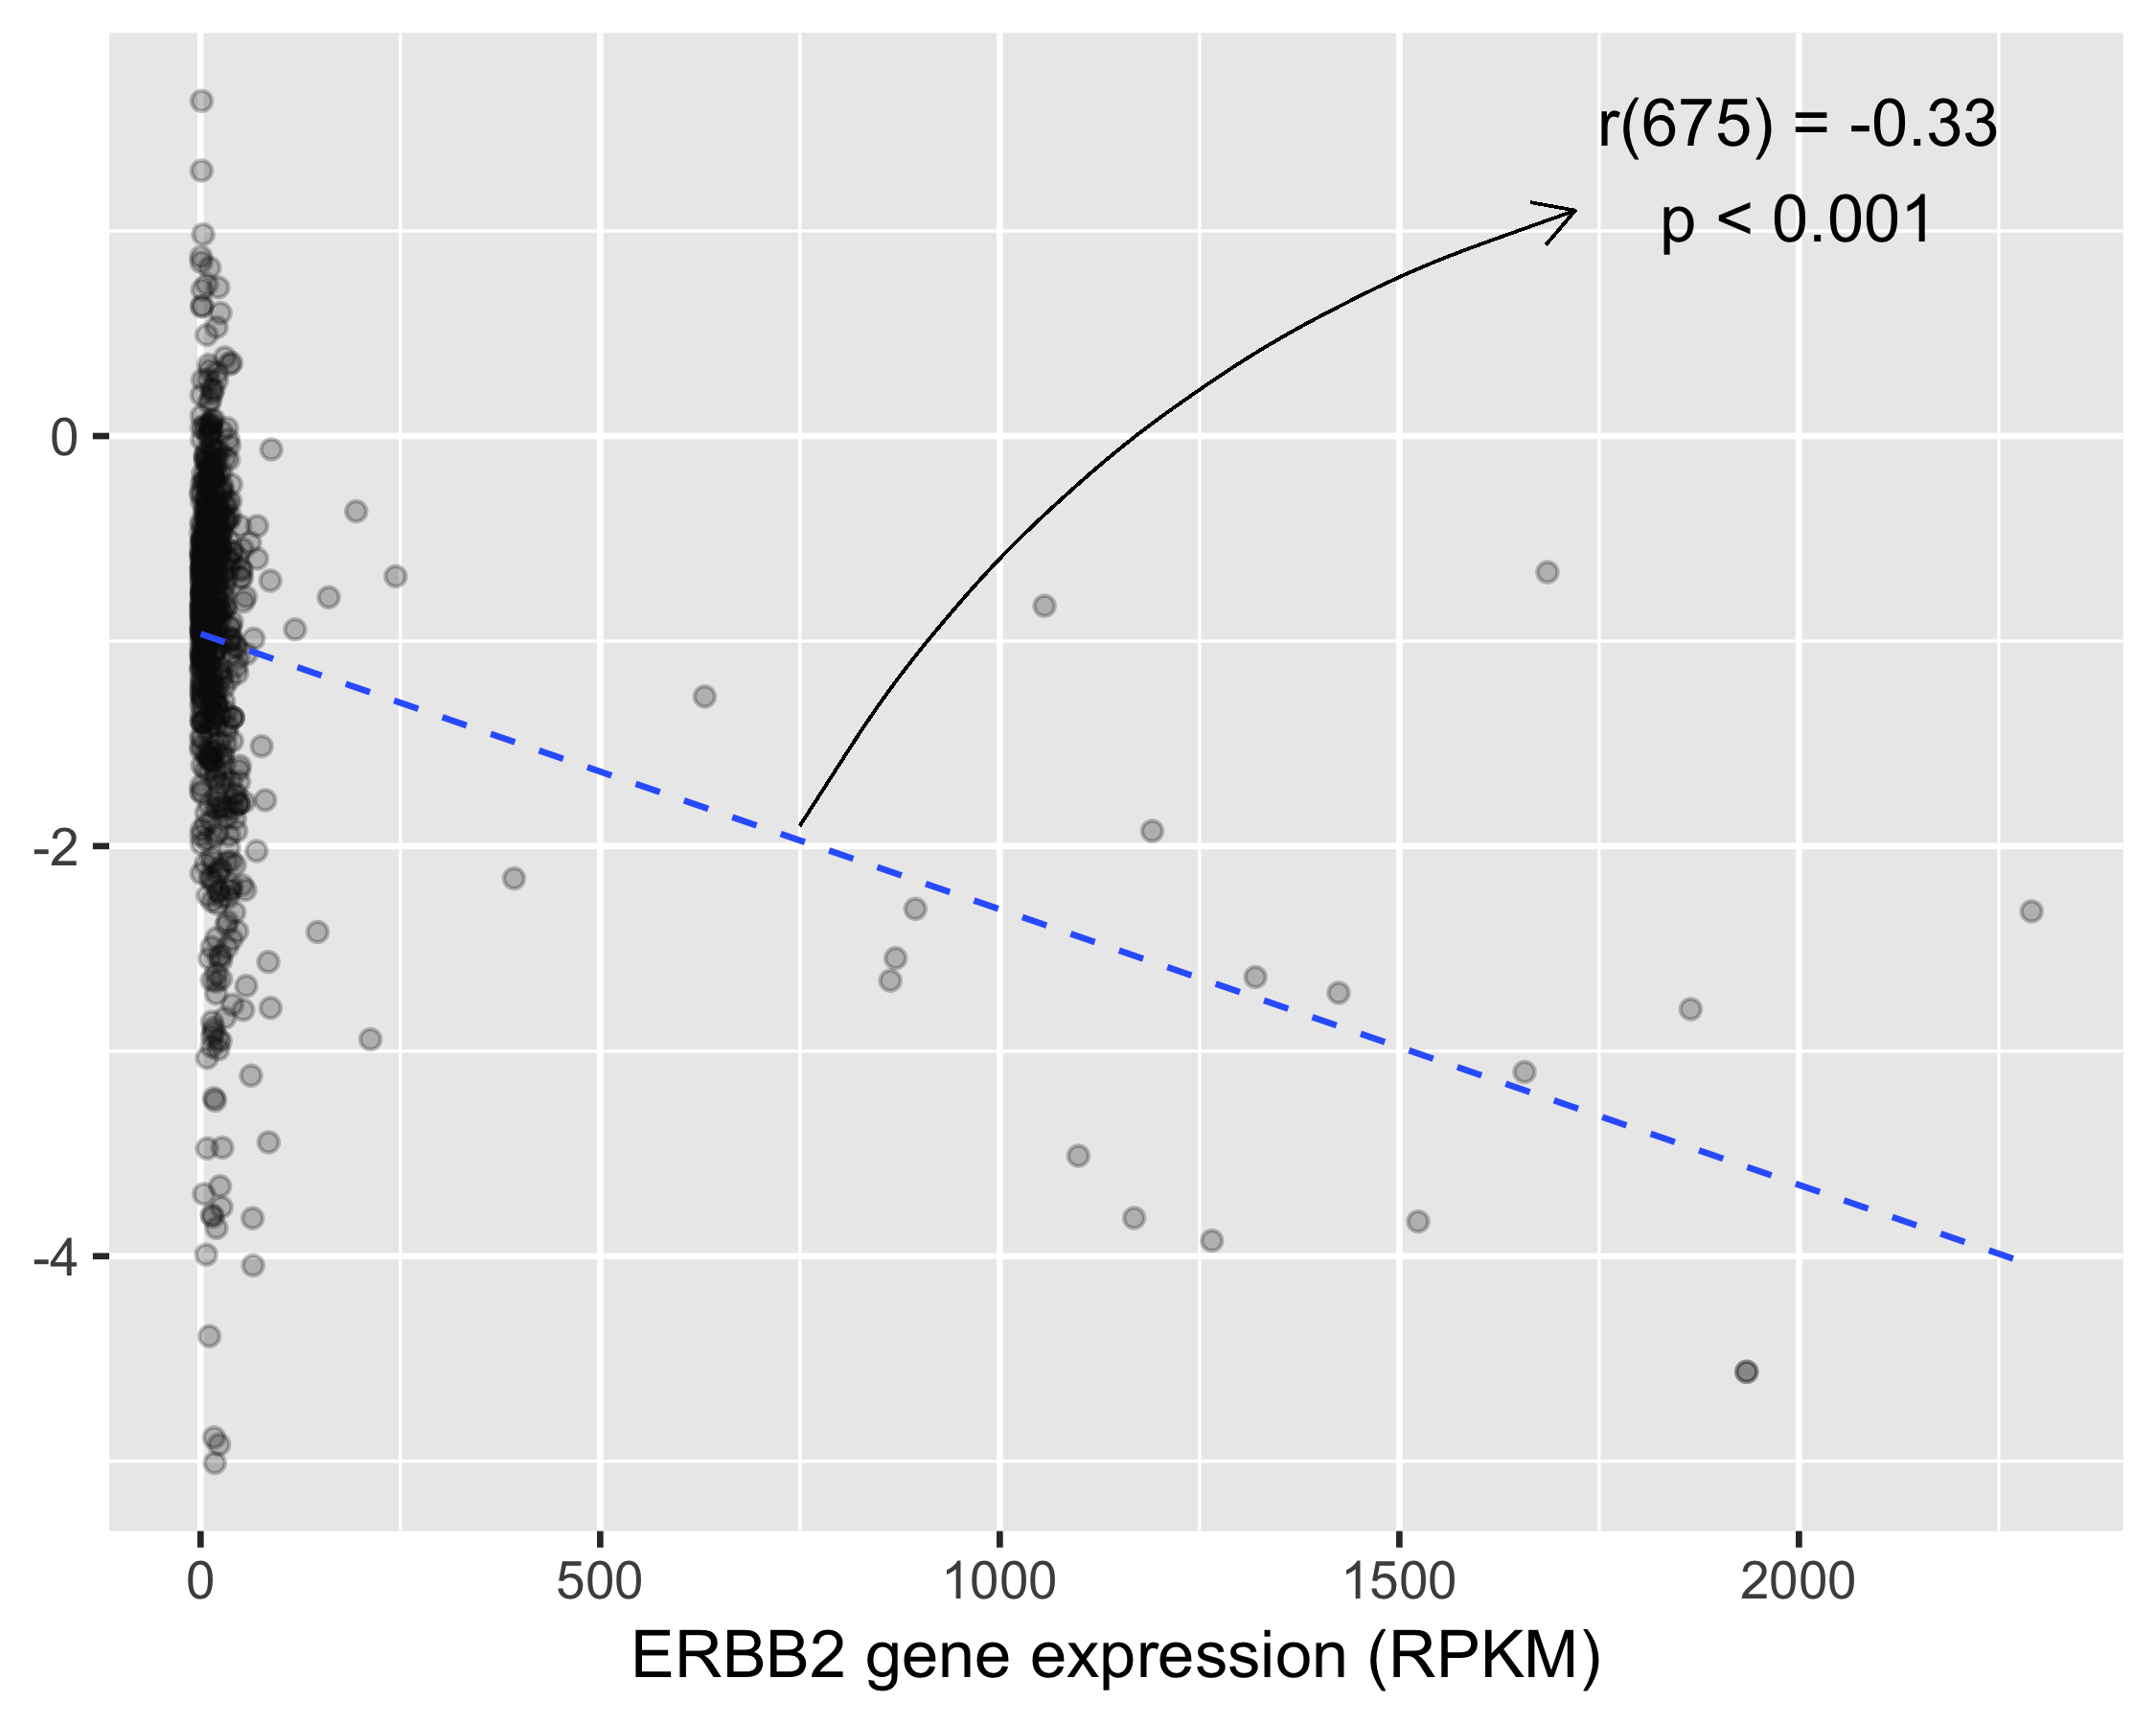 r(675) = -0.33
p < 0.001
0
-2
-4
0 500 1000 1500 2000
ERBB2 gene expression (RPKM)